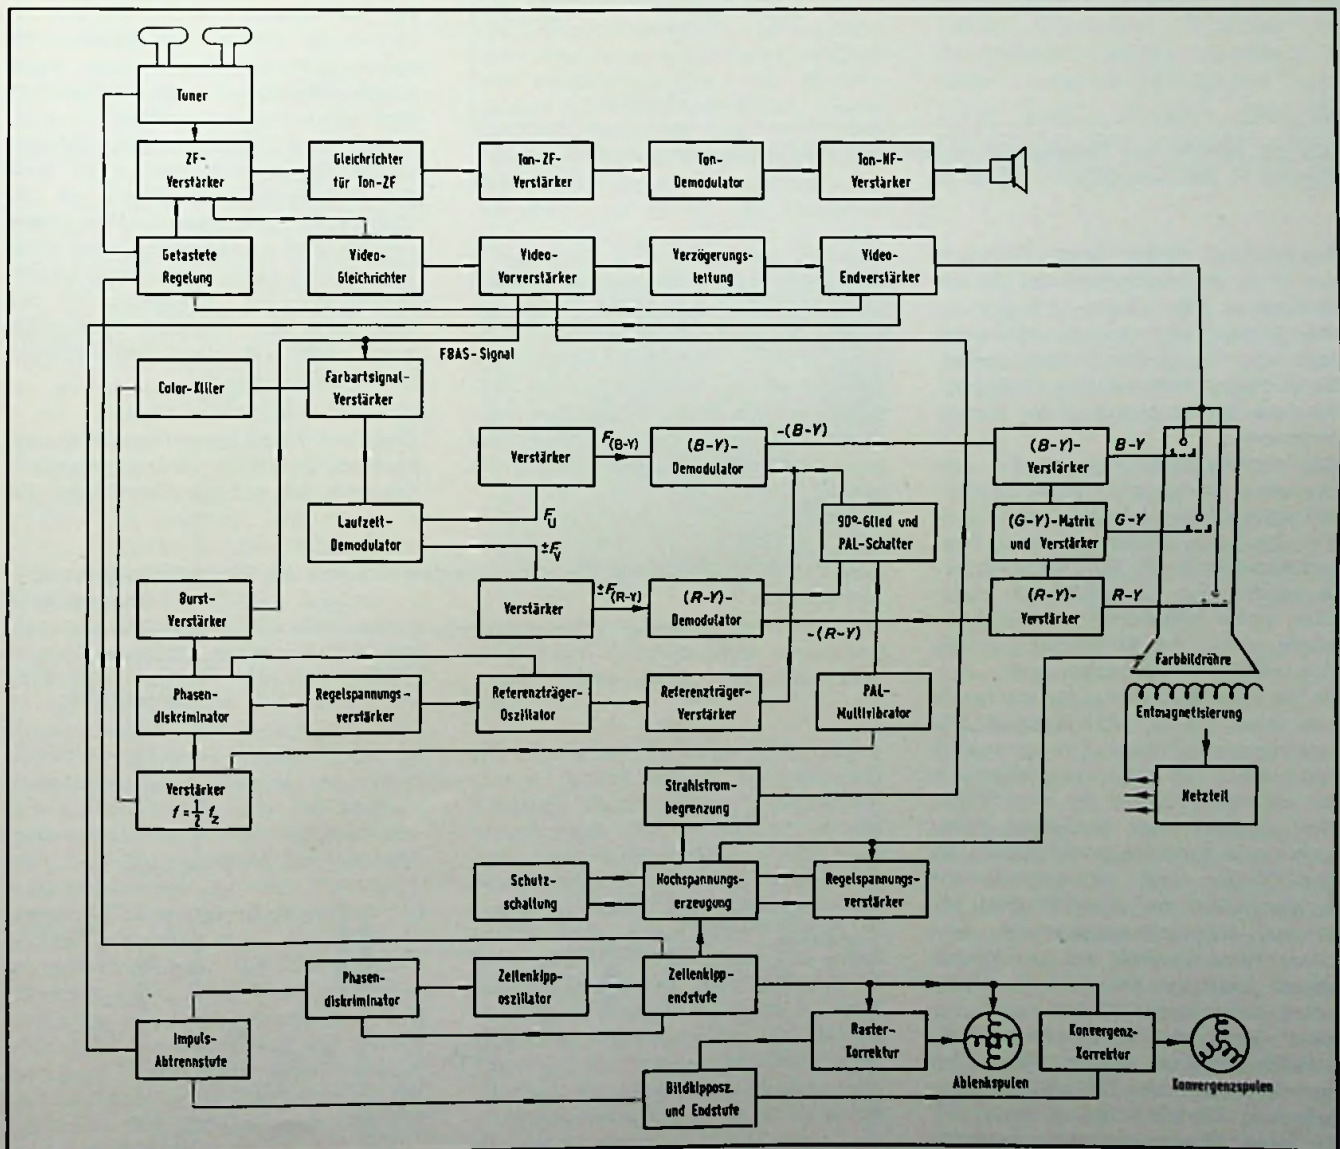 Tuner
ZF-
Verstärker
Gleichrichter
für Ton-ZF
Ton-ZF-
Verstärker
Ton-
Demodulator
Ton-NF-
Verstärker
Getastete
Regelung
Video-
Gleichrichter
Video-
Vorverstärker
Verzögerungs-
leitung
Video-
Endverstärker
FBAS-Signal
Color-Killer
Farbartsignal-
Verstärker
Verstärker
F(B-Y)
(B-Y)-
Demodulator
-(B-Y)
(B-Y)-
Verstärker
B-Y
Laufzeit-
Demodulator
FU
±FV
90°-Glied und
PAL-Schalter
(G-Y)-Matrix
und Verstärker
G-Y
Burst-
Verstärker
Verstärker
±F(R-Y)
(R-Y)-
Demodulator
-(R-Y)
(R-Y)-
Verstärker
R-Y
Farbbildröhre
Phasen-
diskriminator
Regelspannungs-
verstärker
Referenzträger-
Oszillator
Referenzträger-
Verstärker
PAL-
Multivibrator
Entmagnetisierung
Verstärker
f = 1/2 fz
Strahlstrom-
begrenzung
Netzteil
Schutz-
schaltung
Hochspannungs-
erzeugung
Regelspannungs-
verstärker
Phasen-
diskriminator
Zeilenkipp-
oszillator
Zeilenkipp-
endstufe
Impuls-
Abtrennstufe
Raster-
Korrektur
Ablenkspulen
Konvergenz-
Korrektur
Konvergenzspulen
Bildkipposz.
und Endstufe